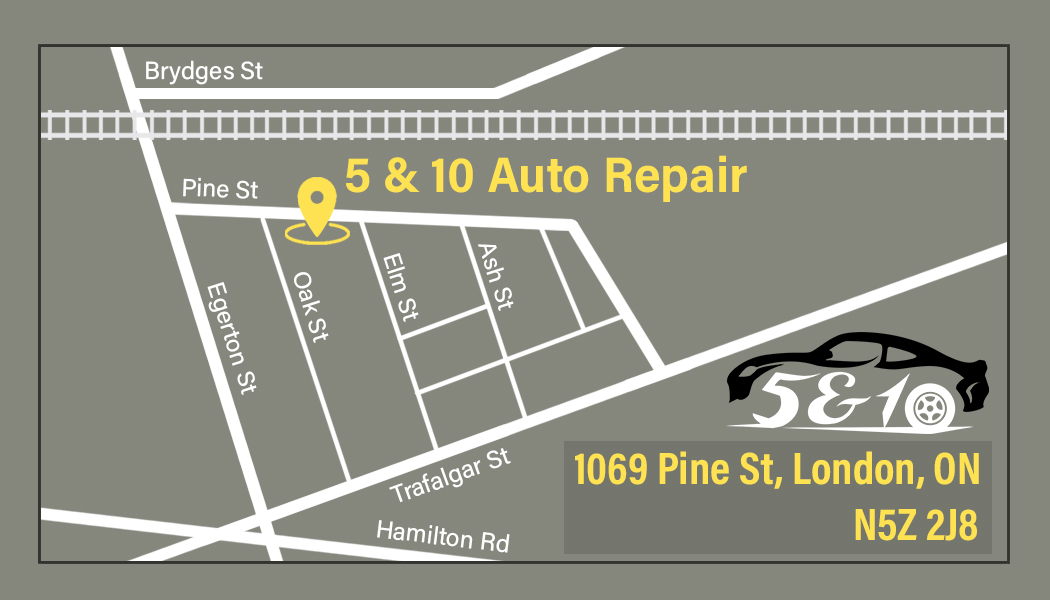 Brydges St
5 & 10 Auto Repair
Pine St
Egerton St
Oak St
Elm St
Ash St
Trafalgar St
Hamilton Rd
5&10
1069 Pine St, London, ON
N5Z 2J8